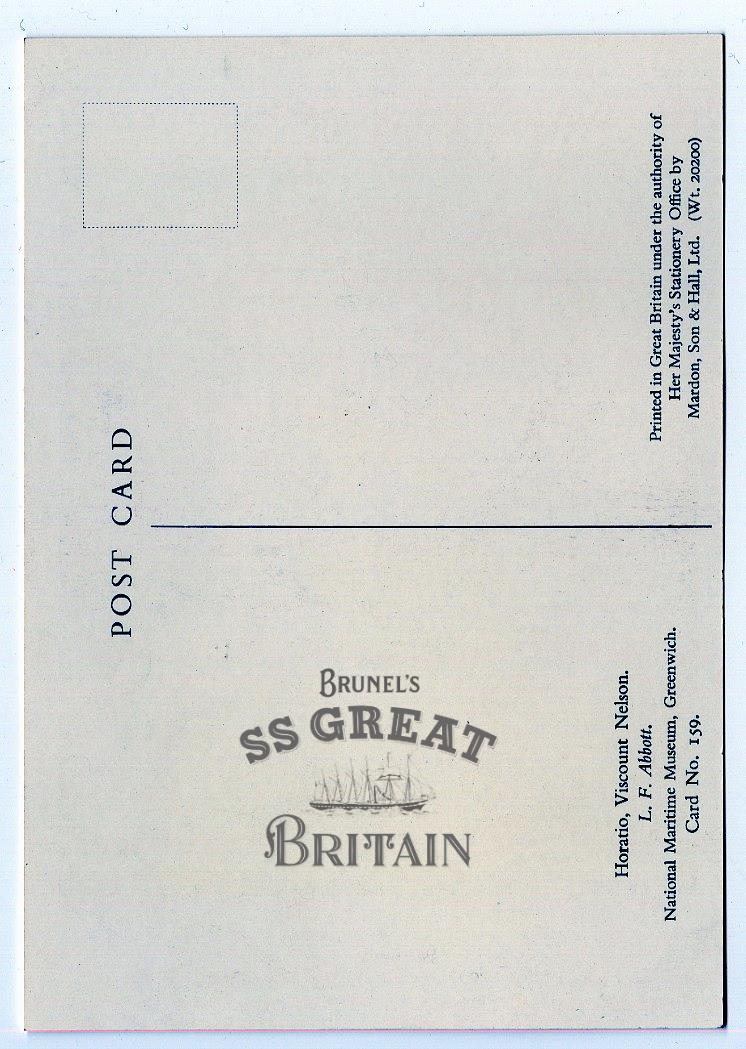 POST CARD
Horatio, Viscount Nelson.
L. F. Abbott.
National Maritime Museum, Greenwich.
Card No. 159.
Printed in Great Britain under the authority of
Her Majesty's Stationery Office by
Mardon, Son & Hall, Ltd. (Wt. 20200)
BRUNEL'S
SS GREAT
BRITAIN